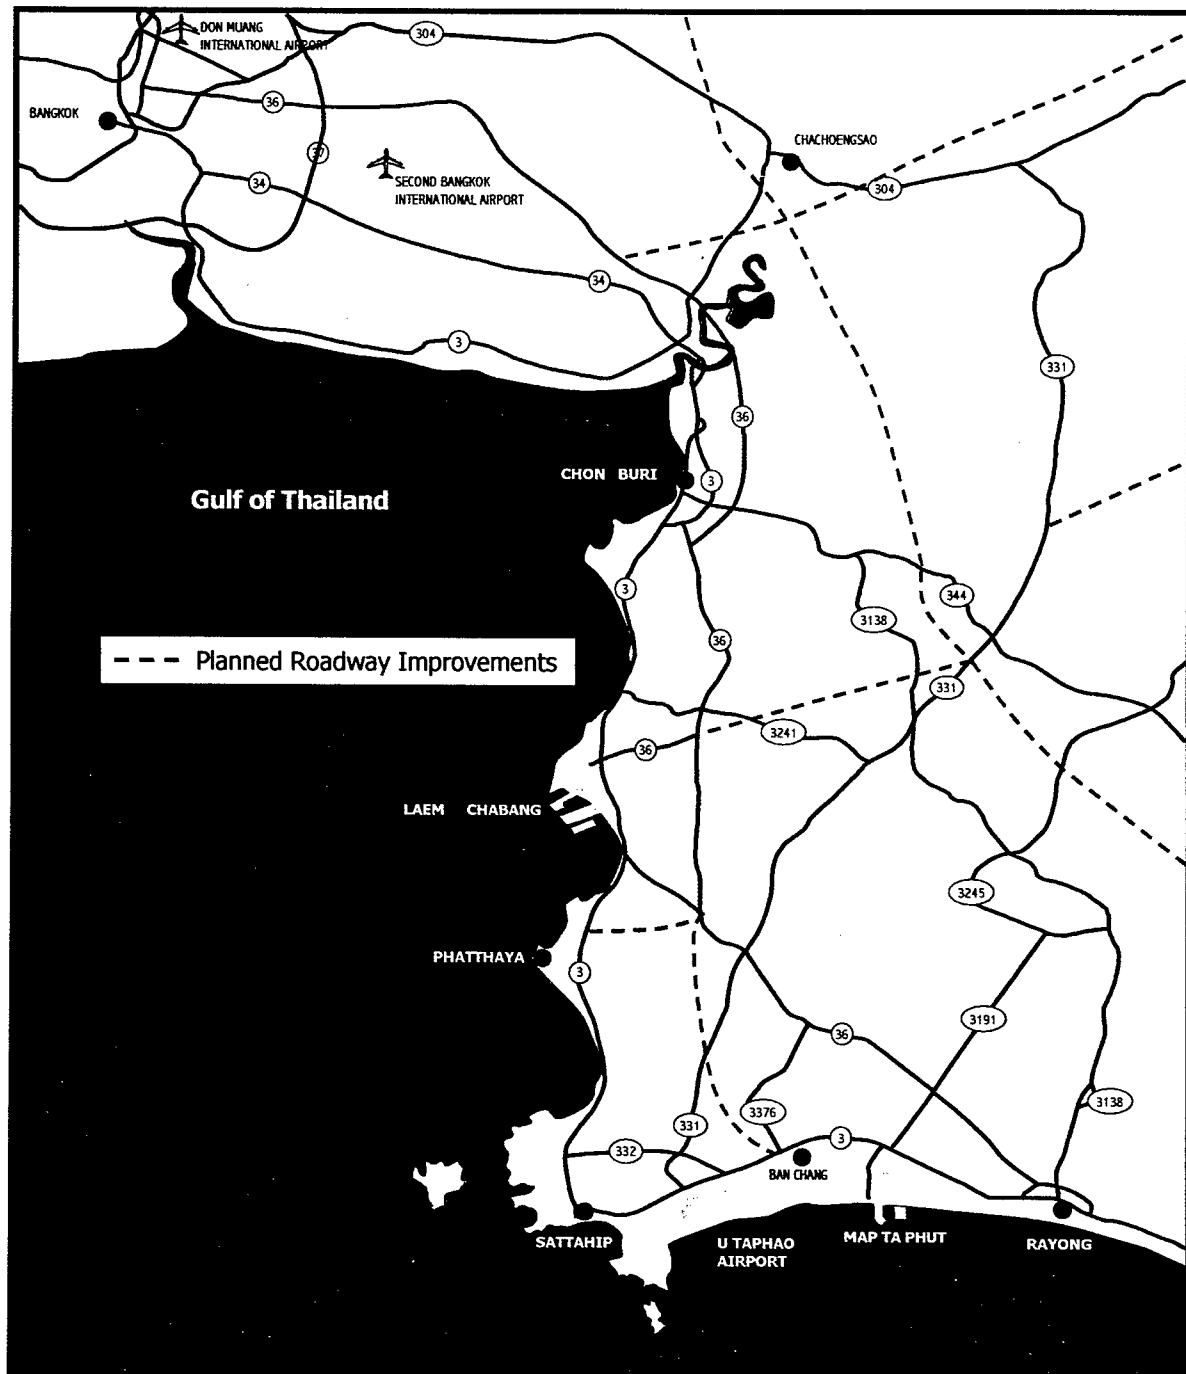 DON MUANG
INTERNATIONAL AIRPORT
304
36
BANGKOK
37
CHACHOENGSAO
SECOND BANGKOK
INTERNATIONAL AIRPORT
34
304
34
3
331
36
CHON BURI
3
Gulf of Thailand
3
344
3138
36
Planned Roadway Improvements
331
3241
36
LAEM CHABANG
3245
PHATTHAYA
3
3191
36
3138
3376
331
3
332
BAN CHANG
SATTAHIP
U TAPHAO
AIRPORT
MAP TA PHUT
RAYONG